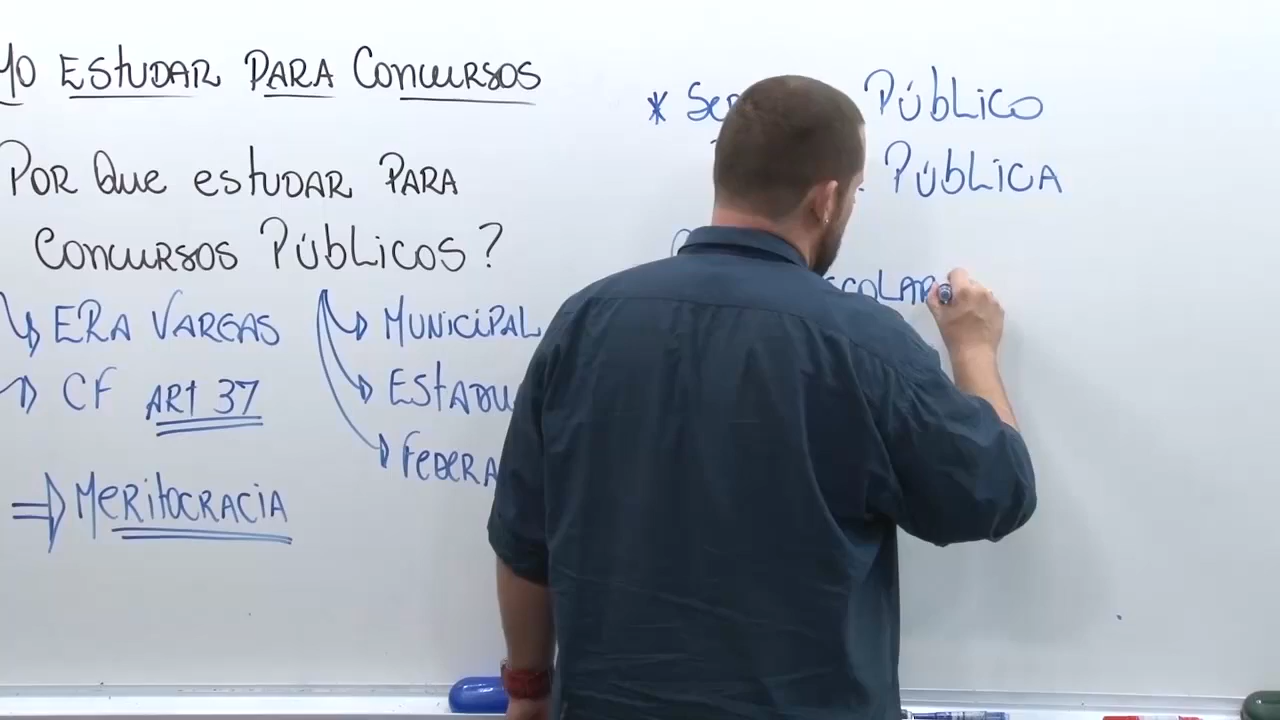 ESTUDAR PARA CONCURSOS
POR QUE ESTUDAR PARA
CONCURSOS PÚBLICOS?
ERA VARGAS
CF ART 37
MERITOCRACIA
MUNICIPAL
PÚBLICO
PÚBLICA